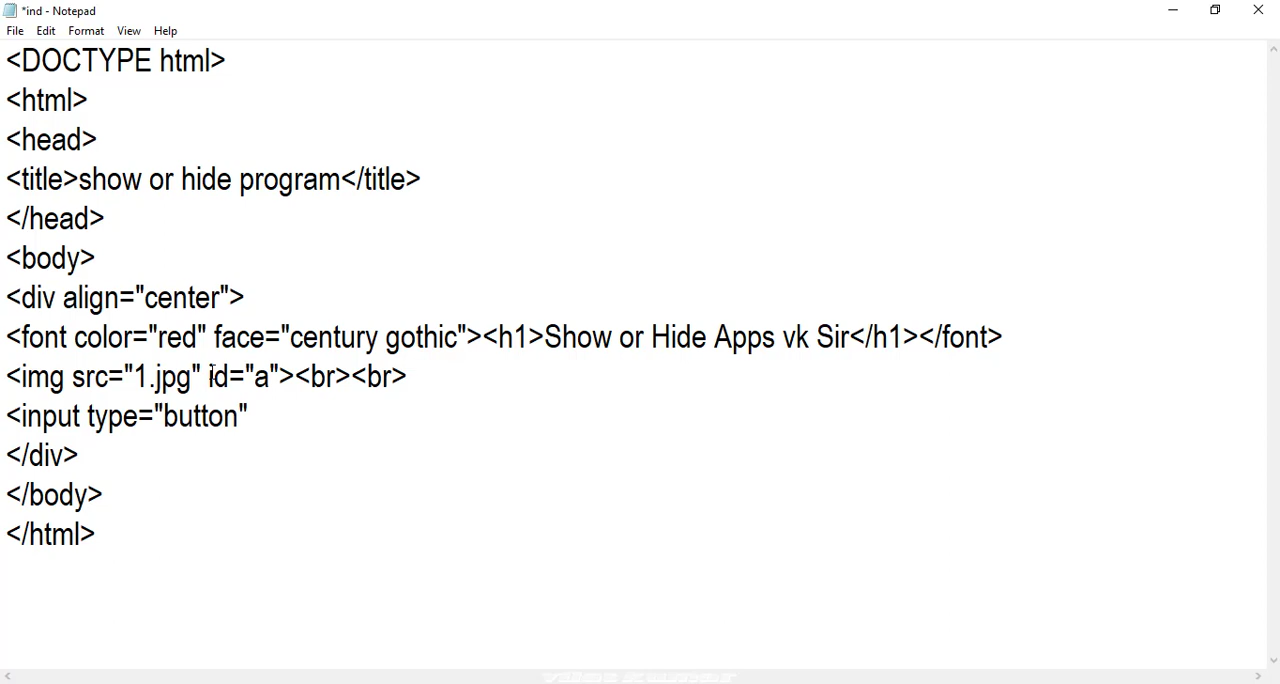 *ind - Notepad
File Edit Format View Help
<DOCTYPE html>
<html>
<head>
<title>show or hide program</title>
</head>
<body>
<div align="center">
<font color="red" face="century gothic"><h1>Show or Hide Apps vk Sir</h1></font>
<img src="1.jpg" id="a"><br><br>
<input type="button"
</div>
</body>
</html>